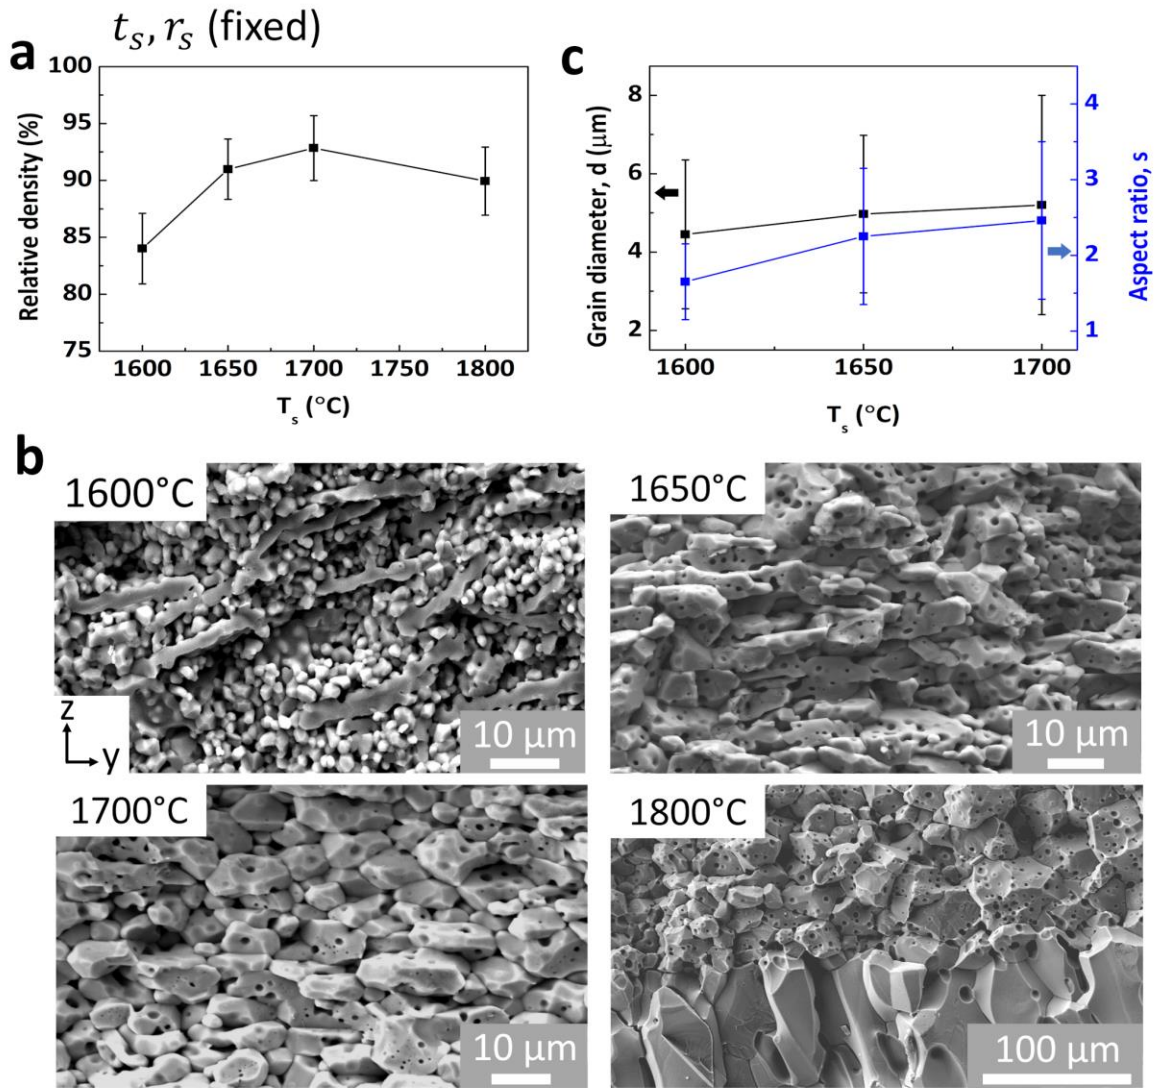 t_s, r_s (fixed)
a
100
95
90
85
80
75
Relative density (%)
1600 1650 1700 1750 1800
T_s (°C)
c
8
6
4
2
Grain diameter, d (μm)
4
3
2
1
Aspect ratio, s
1600 1650 1700
T_s (°C)
b
1600°C
z
y
10 μm
1650°C
10 μm
1700°C
10 μm
1800°C
100 μm